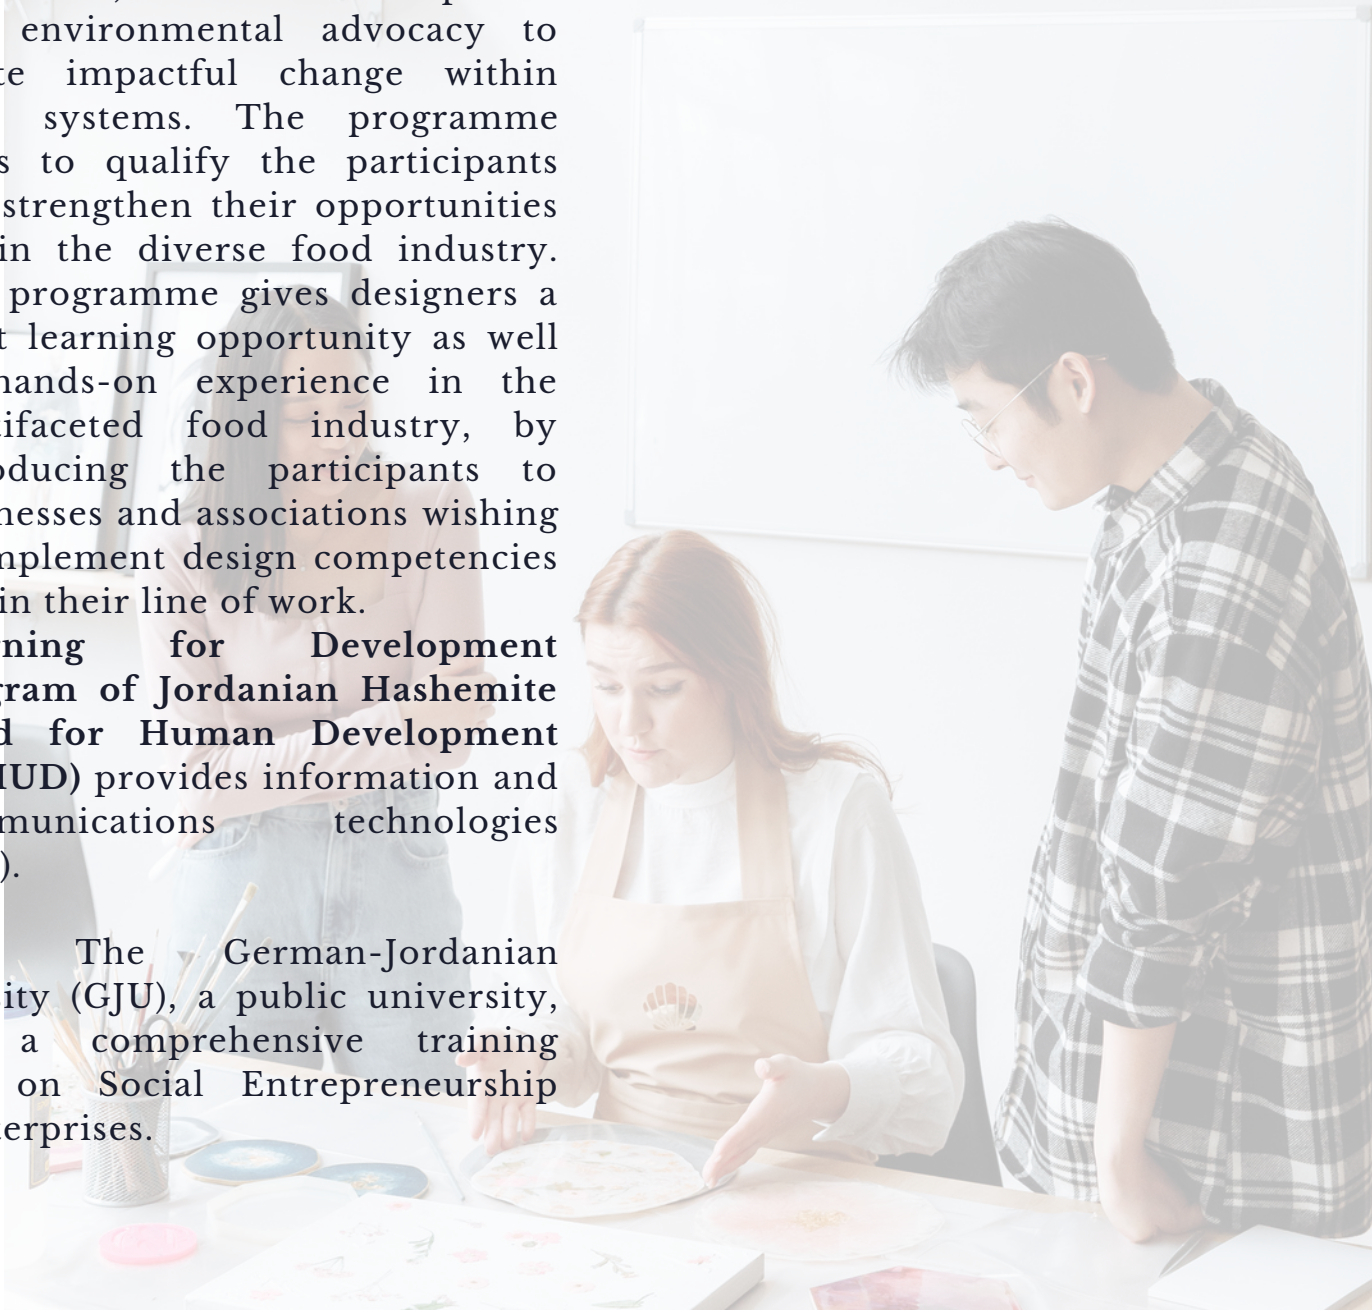 environmental advocacy to
te impactful change within
systems. The programme
s to qualify the participants
strengthen their opportunities
in the diverse food industry.
programme gives designers a
t learning opportunity as well
hands-on experience in the
ifaceted food industry, by
oducing the participants to
nesses and associations wishing
mplement design competencies
in their line of work.
rning for Development
gram of Jordanian Hashemite
d for Human Development
HUD) provides information and
munications technologies
).
The German-Jordanian
ity (GJU), a public university,
a comprehensive training
on Social Entrepreneurship
erprises.